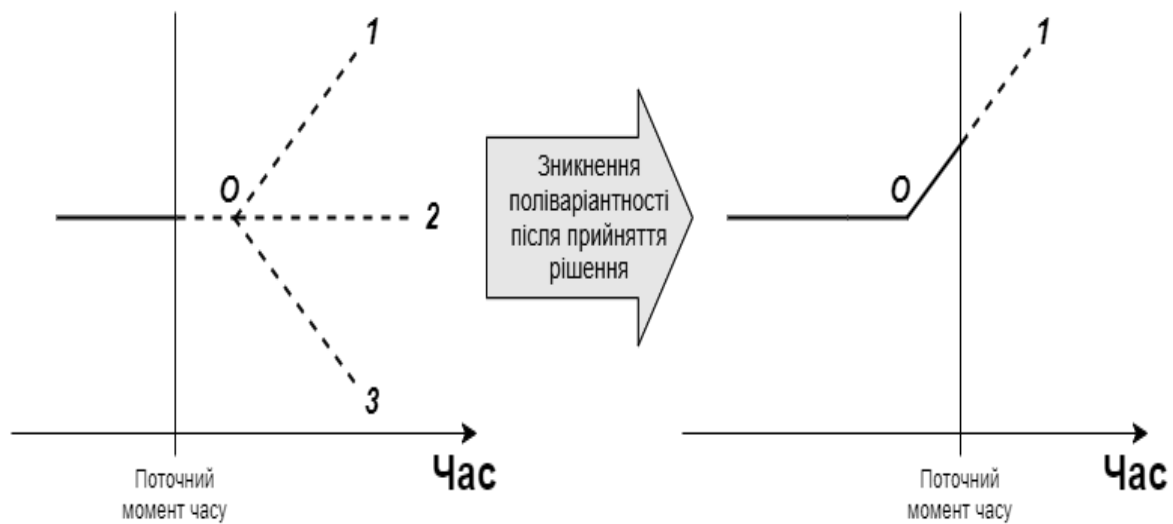 1
O
2
3
Час
Поточний
момент часу
Зникнення
поліваріантності
після прийняття
рішення
1
O
Час
Поточний
момент часу